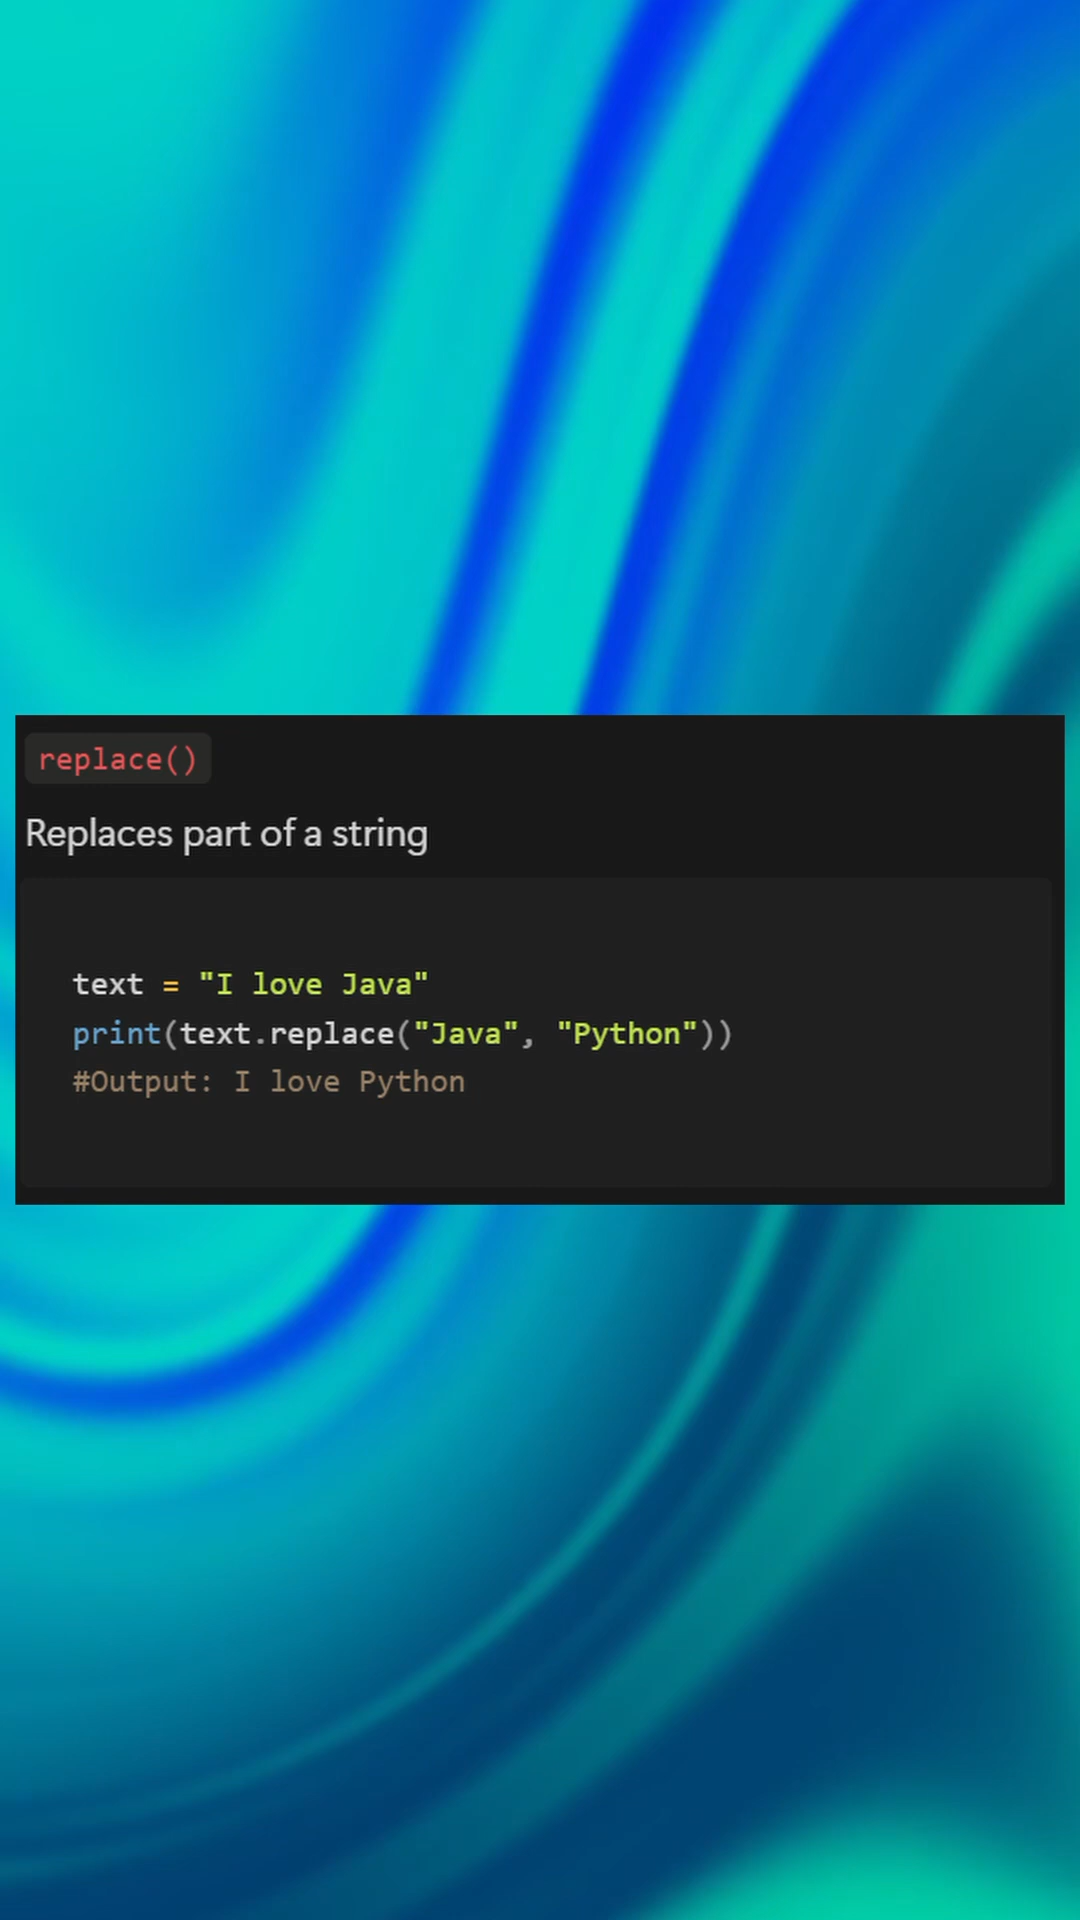 replace()
Replaces part of a string
text = "I love Java"
print(text.replace("Java", "Python"))
#Output: I love Python